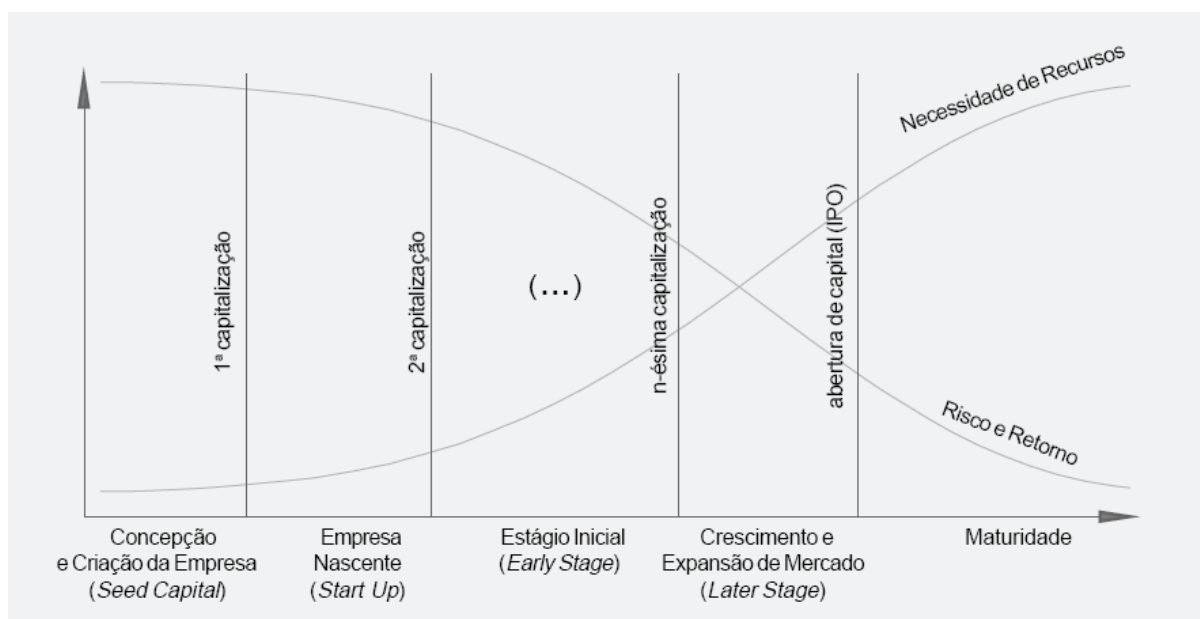 Necessidade de Recursos
1ª capitalização
2ª capitalização
(...)
n-ésima capitalização
abertura de capital (IPO)
Risco e Retorno
Concepção
e Criação da Empresa
(Seed Capital)
Empresa
Nascente
(Start Up)
Estágio Inicial
(Early Stage)
Crescimento e
Expansão de Mercado
(Later Stage)
Maturidade